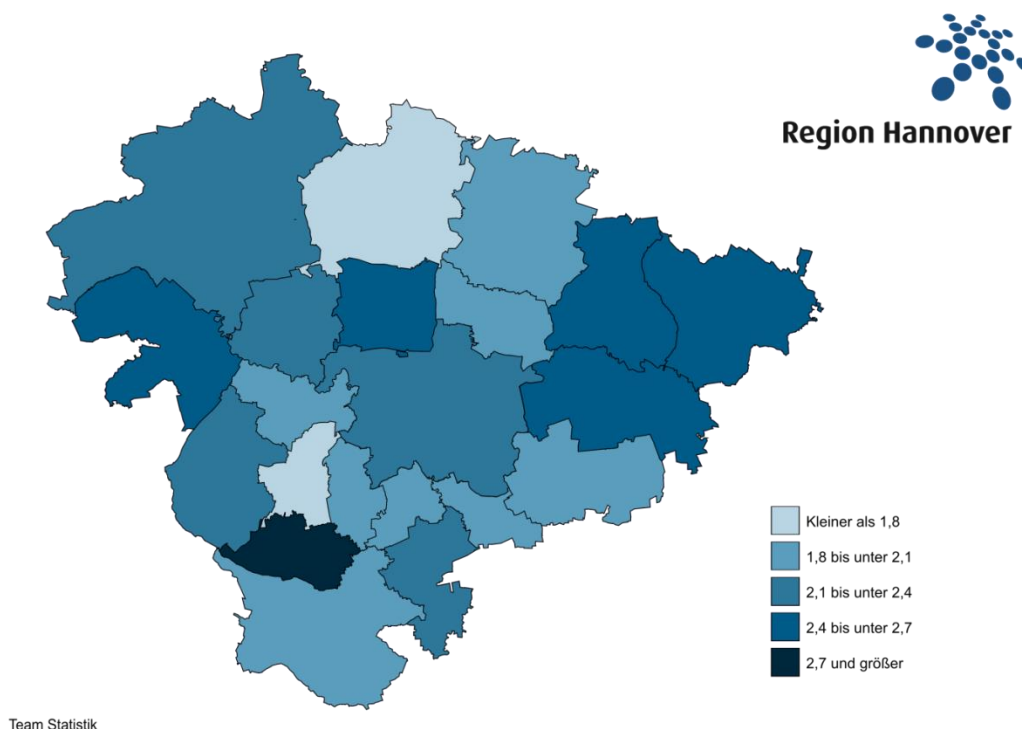 Region Hannover
Kleiner als 1,8
1,8 bis unter 2,1
2,1 bis unter 2,4
2,4 bis unter 2,7
2,7 und größer
Team Statistik